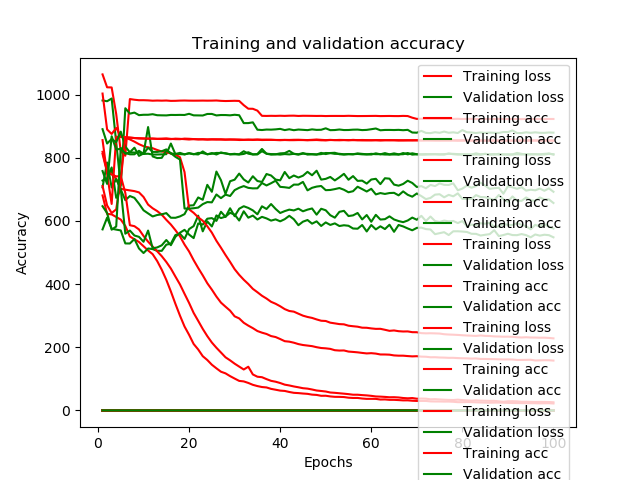 Training and validation accuracy
Accuracy
1000
800
600
400
200
0
0
20
40
60
80
100
Epochs
Training loss
Validation loss
Training acc
Validation acc
Training loss
Validation loss
Training acc
Validation acc
Training loss
Validation loss
Training acc
Validation acc
Training loss
Validation loss
Training acc
Validation acc
Training loss
Validation loss
Training acc
Validation acc